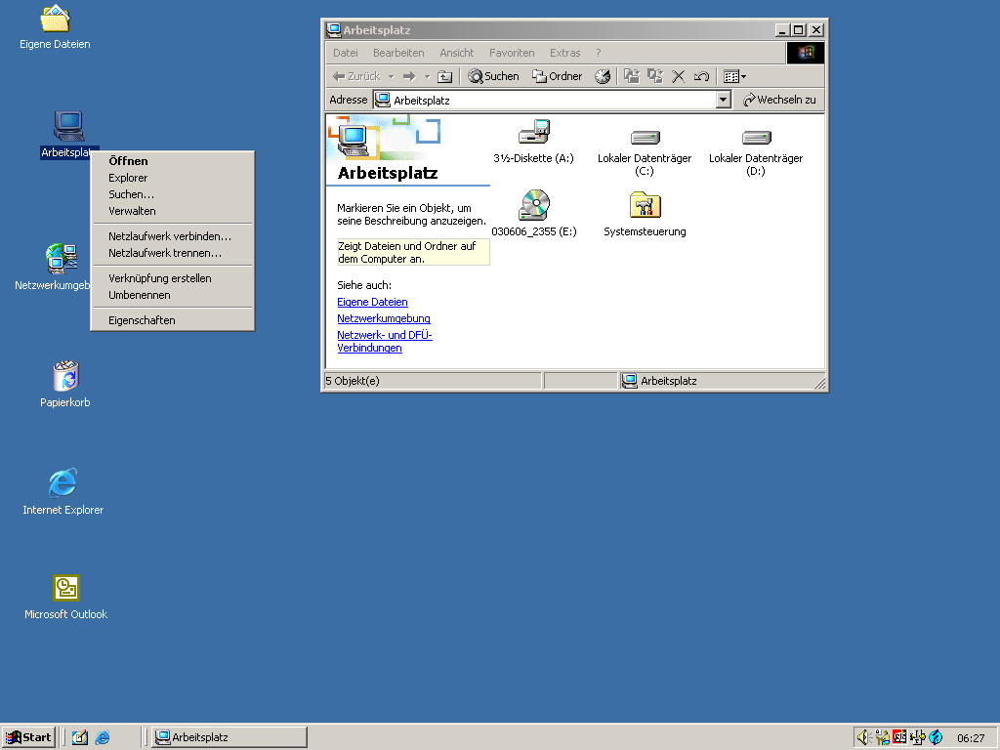 Eigene Dateien
Arbeitsplatz
Öffnen
Explorer
Suchen...
Verwalten
Netzlaufwerk verbinden...
Netzlaufwerk trennen...
Verknüpfung erstellen
Umbenennen
Eigenschaften
Netzwerkumgeb
Papierkorb
Internet Explorer
Microsoft Outlook
Arbeitsplatz
Datei Bearbeiten Ansicht Favoriten Extras ?
Zurück Suchen Ordner
Adresse Arbeitsplatz Wechseln zu
Arbeitsplatz
Markieren Sie ein Objekt, um
seine Beschreibung anzuzeigen.
Zeigt Dateien und Ordner auf
dem Computer an.
Siehe auch:
Eigene Dateien
Netzwerkumgebung
Netzwerk- und DFÜ-
Verbindungen
3½-Diskette (A:)
Lokaler Datenträger
(C:)
Lokaler Datenträger
(D:)
030606_2355 (E:)
Systemsteuerung
5 Objekt(e) Arbeitsplatz
Start Arbeitsplatz 06:27